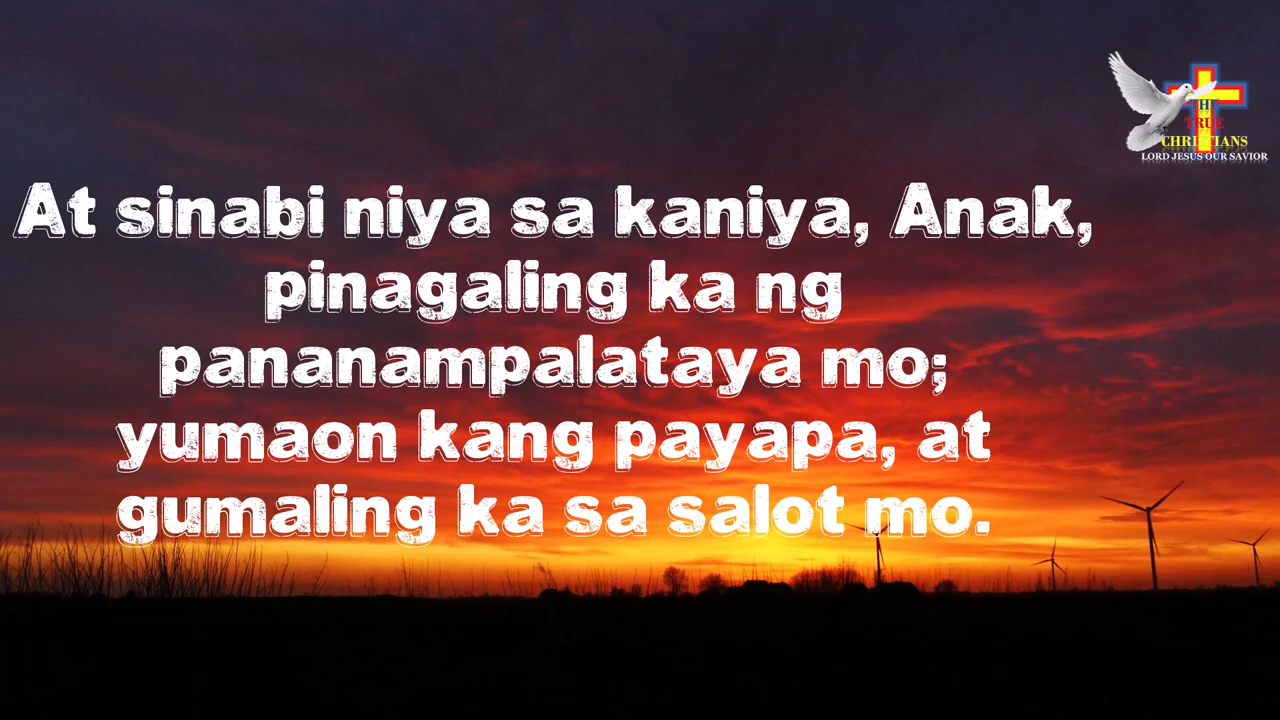 THE
TRUE
CHRISTIANS
LORD JESUS OUR SAVIOR
At sinabi niya sa kaniya, Anak,
pinagaling ka ng
pananampalataya mo;
yumaon kang payapa, at
gumaling ka sa salot mo.